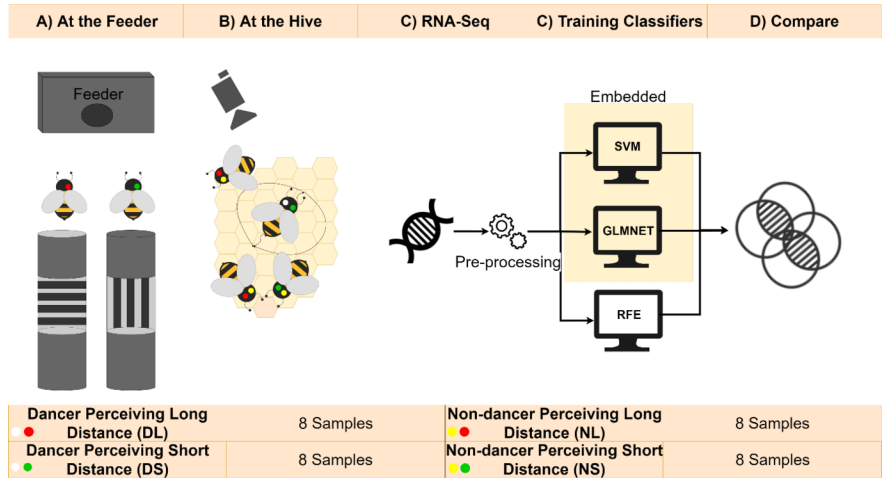 A) At the Feeder
B) At the Hive
C) RNA-Seq
C) Training Classifiers
D) Compare
Feeder
Embedded
SVM
GLMNET
RFE
Pre-processing
Dancer Perceiving Long
Distance (DL)
8 Samples
Non-dancer Perceiving Long
Distance (NL)
8 Samples
Dancer Perceiving Short
Distance (DS)
8 Samples
Non-dancer Perceiving Short
Distance (NS)
8 Samples